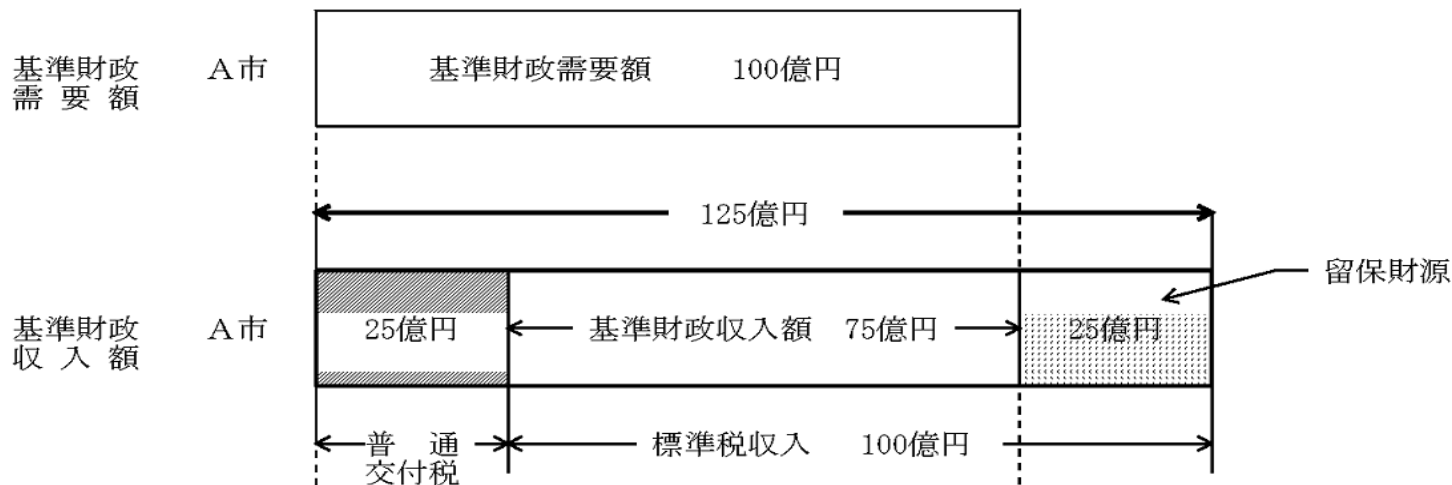 基準財政
需要額
A市
基準財政需要額 100億円
125億円
留保財源
基準財政
収入額
A市
25億円
基準財政収入額 75億円
25億円
普通
交付税
標準税収入 100億円